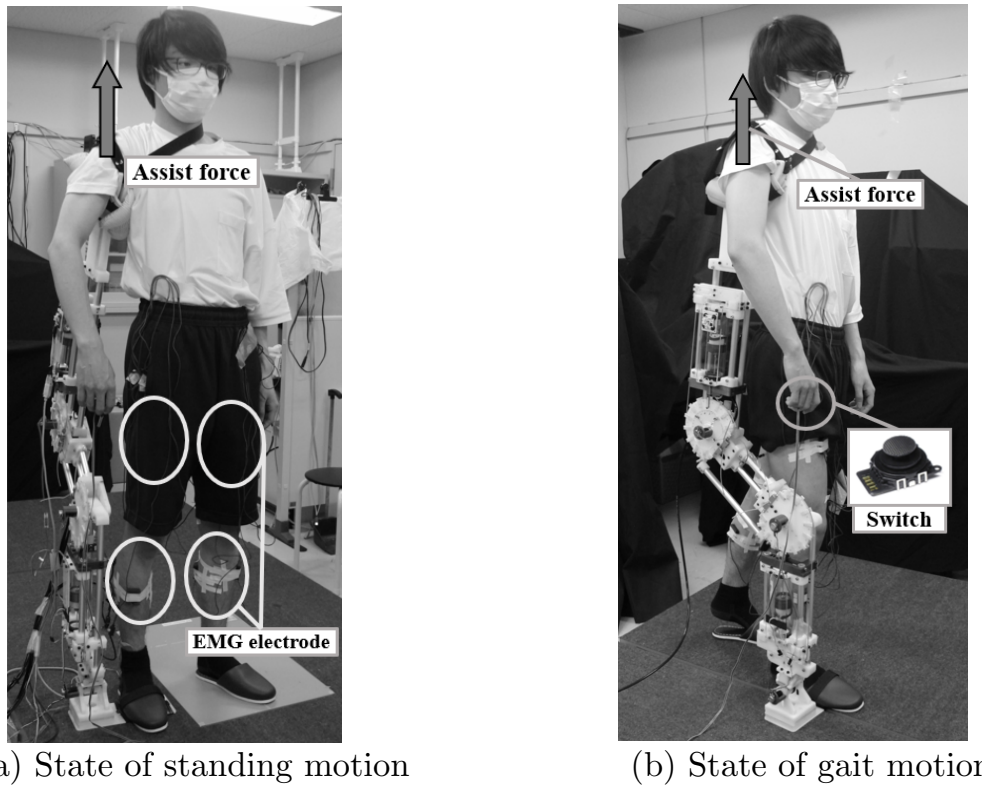 Assist force
EMG electrode
a) State of standing motion
Assist force
Switch
(b) State of gait motion